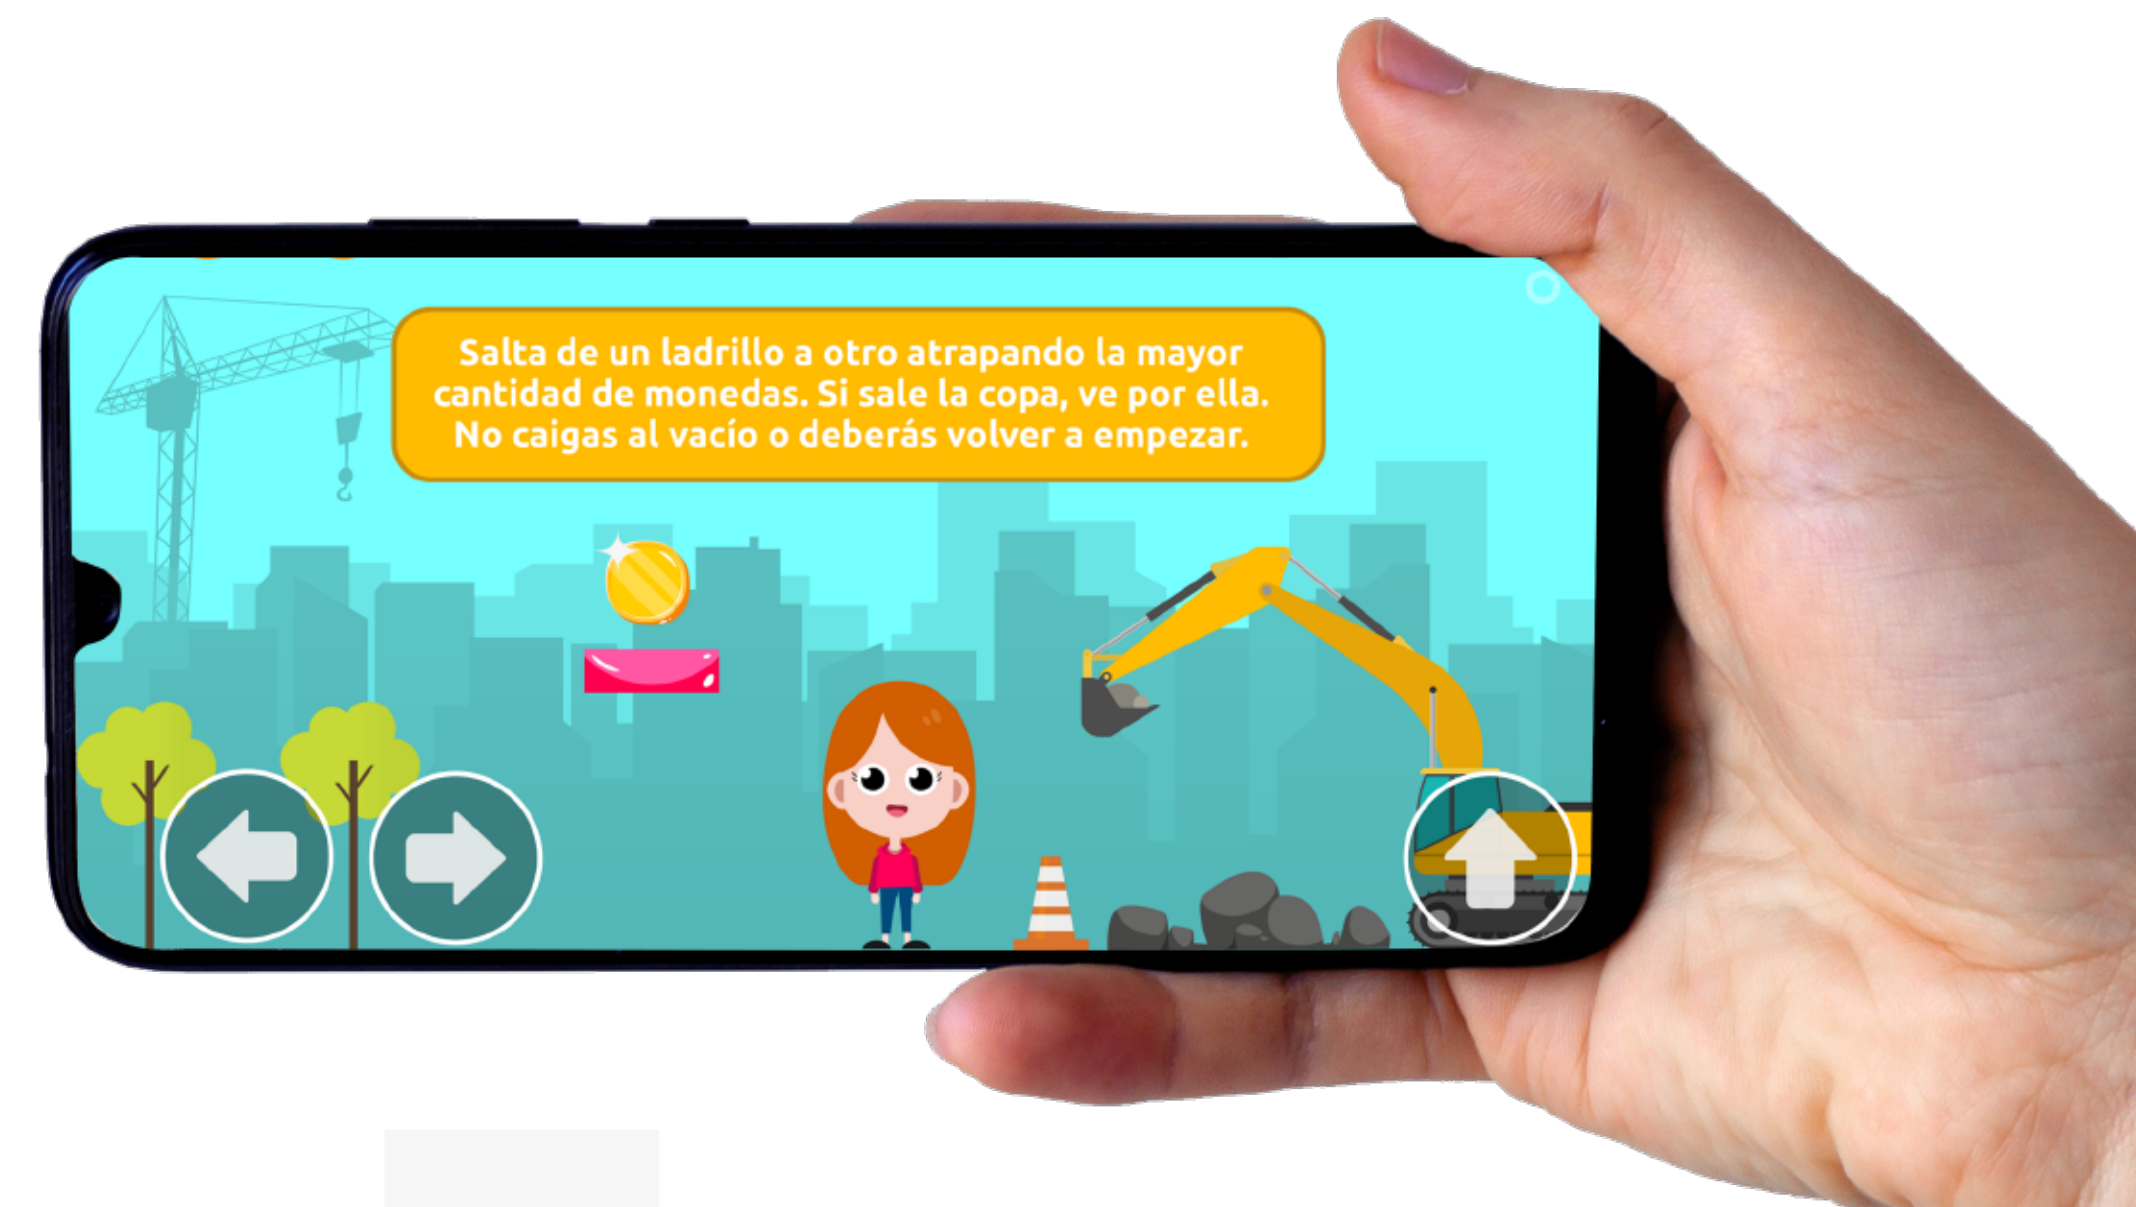 Salta de un ladrillo a otro atrapando la mayor
cantidad de monedas. Si sale la copa, ve por ella.
No caigas al vacío o deberás volver a empezar.